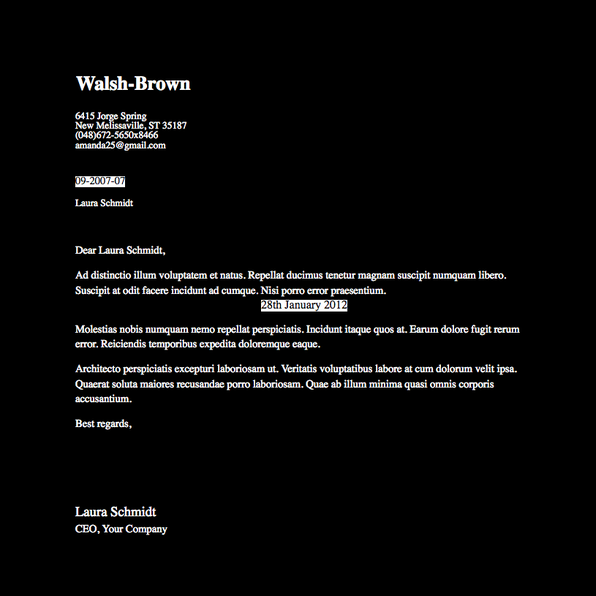 Walsh-Brown
6415 Jorge Spring
New Melissaville, ST 35187
(048)672-5650x8466
amanda25@gmail.com
09-2007-07
Laura Schmidt
Dear Laura Schmidt,
Ad distinctio illum voluptatem et natus. Repellat ducimus tenetur magnam suscipit numquam libero.
Suscipit at odit facere incidunt ad cumque. Nisi porro error praesentium.
28th January 2012
Molestias nobis numquam nemo repellat perspiciatis. Incidunt itaque quos at. Earum dolore fugit rerum
error. Reiciendis temporibus expedita doloremque eaque.
Architecto perspiciatis excepturi laboriosam ut. Veritatis voluptatibus labore at cum dolorum velit ipsa.
Quaerat soluta maiores recusandae porro laboriosam. Quae ab illum minima quasi omnis corporis
accusantium.
Best regards,
Laura Schmidt
CEO, Your Company